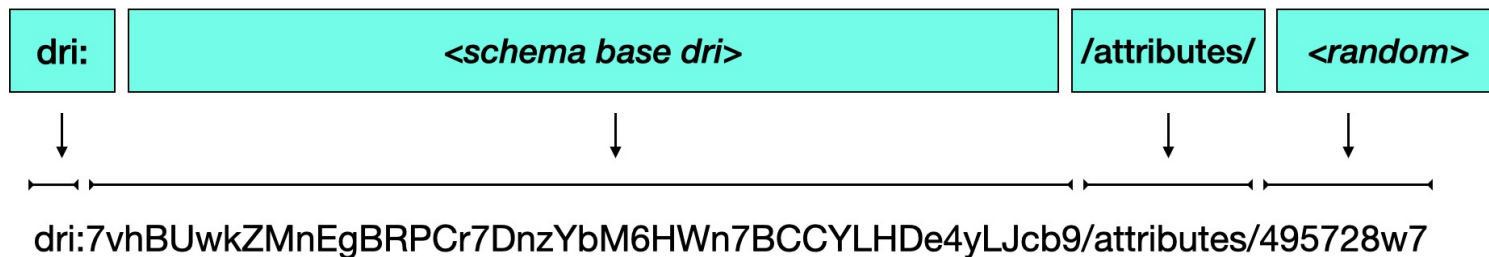 dri: <schema base dri> /attributes/ <random>
dri:7vhBUwkZMnEgBRPCr7DnzYbM6HWn7BCCYLHDe4yLJcb9/attributes/495728w7